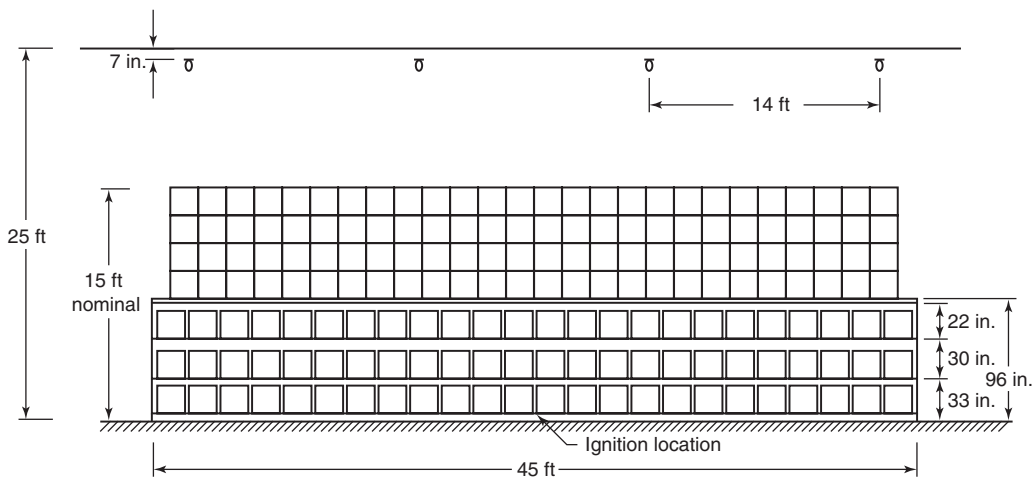 7 in.
14 ft
25 ft
15 ft
nominal
22 in.
30 in.
96 in.
33 in.
Ignition location
45 ft